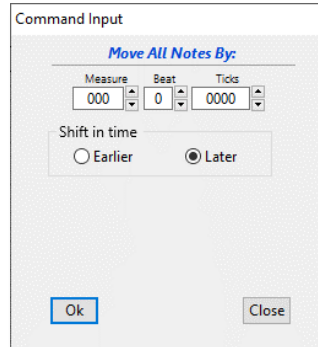 Command Input
Move All Notes By:
Measure Beat Ticks
000 0 0000
Shift in time
Earlier Later
Ok Close